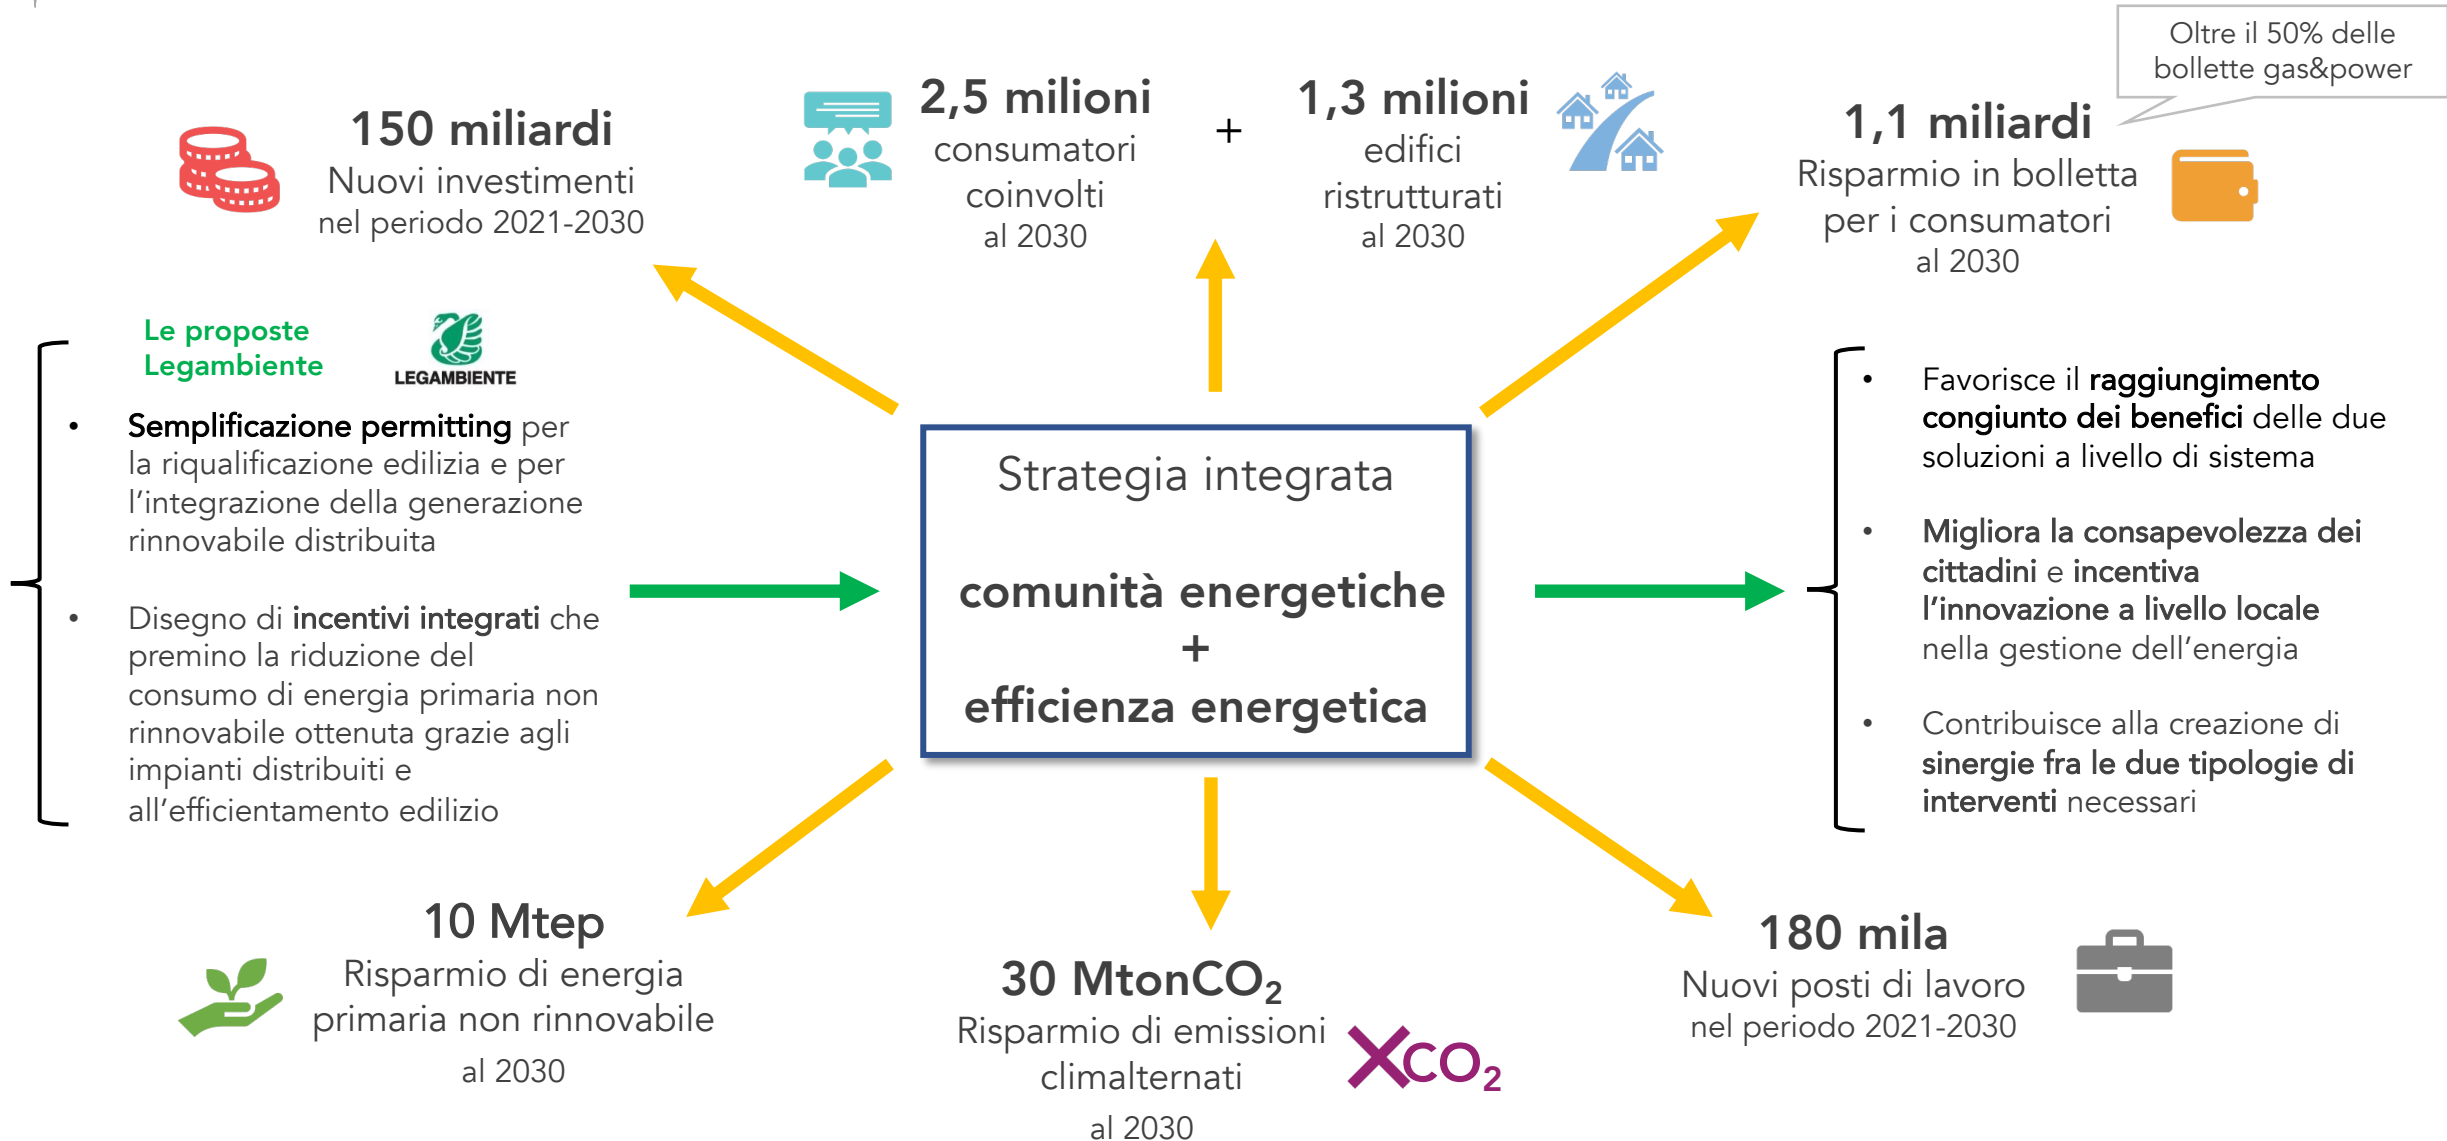 Oltre il 50% delle
bollette gas&power
150 miliardi
Nuovi investimenti
nel periodo 2021-2030
2,5 milioni
consumatori
coinvolti
al 2030
+
1,3 milioni
edifici
ristrutturati
al 2030
1,1 miliardi
Risparmio in bolletta
per i consumatori
al 2030
Le proposte
Legambiente
LEGAMBIENTE
• Semplificazione permitting per
la riqualificazione edilizia e per
l'integrazione della generazione
rinnovabile distribuita
• Disegno di incentivi integrati che
premino la riduzione del
consumo di energia primaria non
rinnovabile ottenuta grazie agli
impianti distribuiti e
all'efficientamento edilizio
Strategia integrata
comunità energetiche
+
efficienza energetica
• Favorisce il raggiungimento
congiunto dei benefici delle due
soluzioni a livello di sistema
• Migliora la consapevolezza dei
cittadini e incentiva
l'innovazione a livello locale
nella gestione dell'energia
• Contribuisce alla creazione di
sinergie fra le due tipologie di
interventi necessari
10 Mtep
Risparmio di energia
primaria non rinnovabile
al 2030
30 MtonCO₂
Risparmio di emissioni
climalternati
al 2030
CO₂
180 mila
Nuovi posti di lavoro
nel periodo 2021-2030